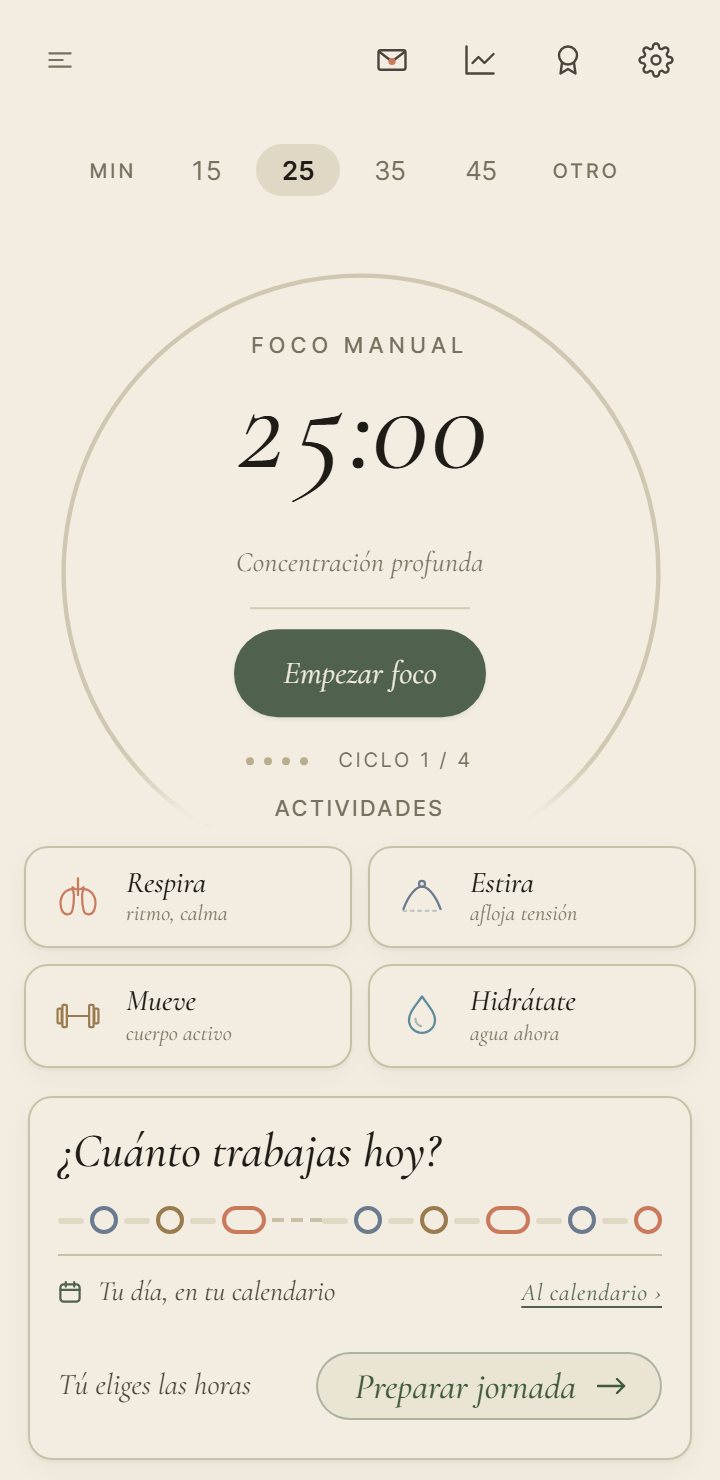 MIN 15 25 35 45 OTRO
FOCO MANUAL
25:00
Concentración profunda
Empezar foco
CICLO 1 / 4
ACTIVIDADES
Respira
ritmo, calma
Estira
afloja tensión
Mueve
cuerpo activo
Hidrátate
agua ahora
¿Cuánto trabajas hoy?
Tu día, en tu calendario
Al calendario ›
Tú eliges las horas
Preparar jornada →